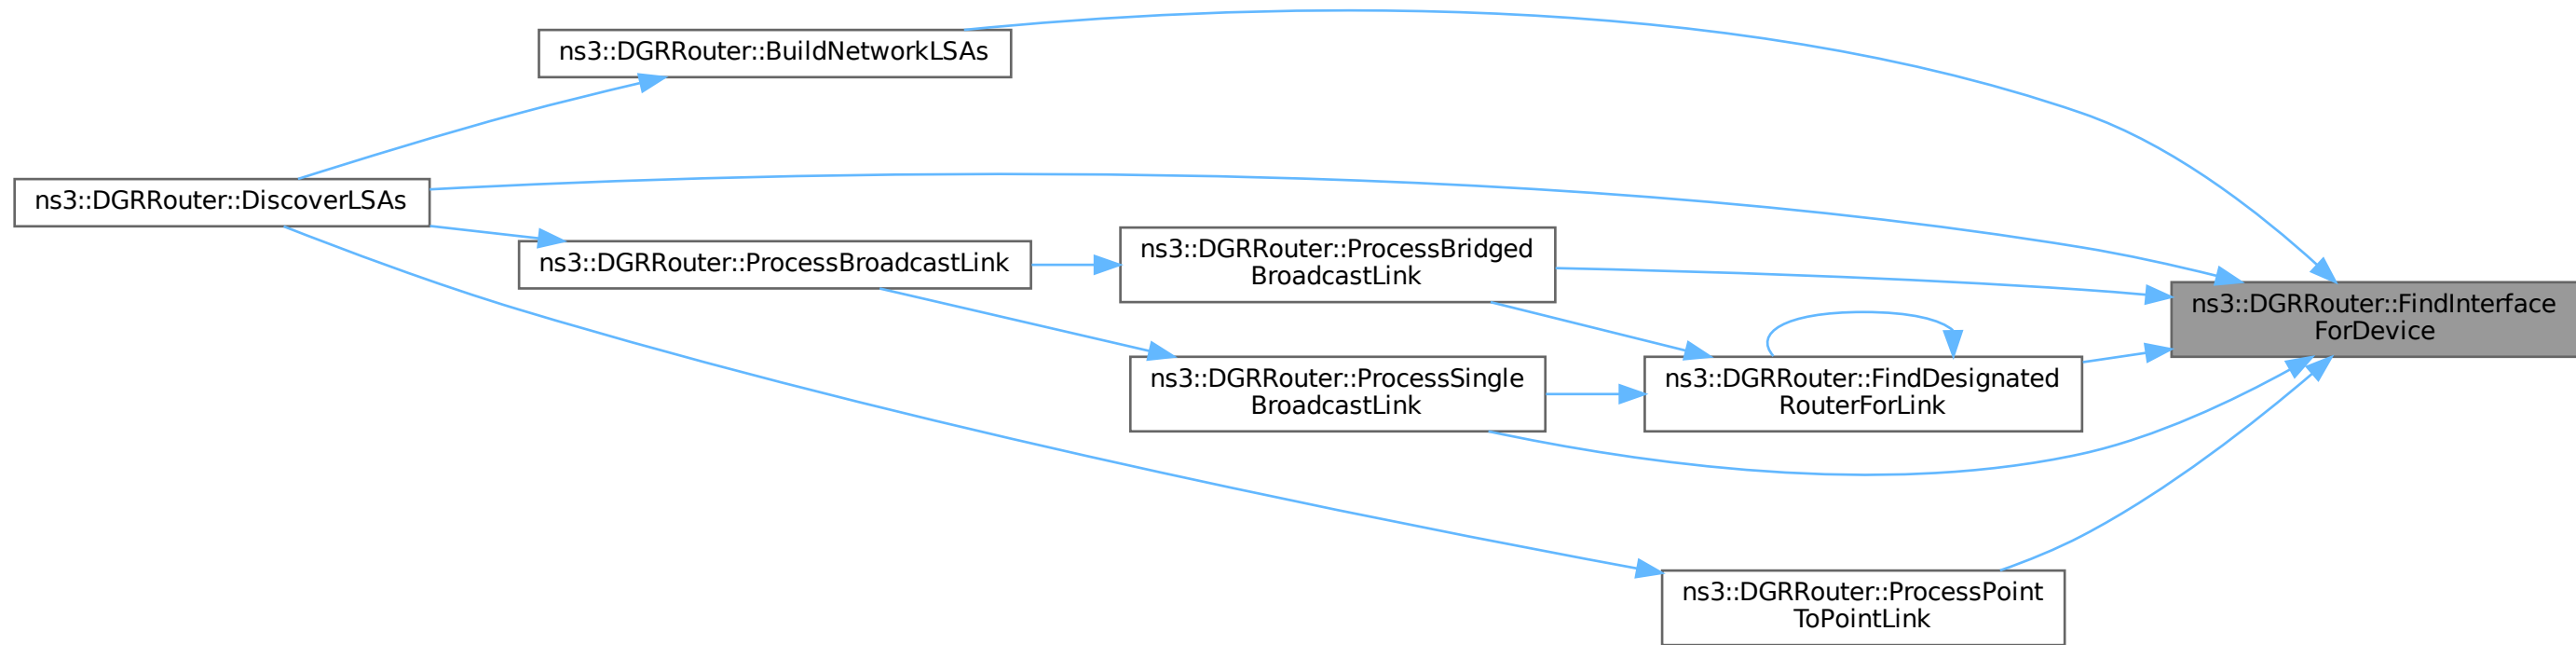 ns3::DGRRouter::BuildNetworkLSAs
ns3::DGRRouter::DiscoverLSAs
ns3::DGRRouter::ProcessBroadcastLink
ns3::DGRRouter::ProcessBridged
BroadcastLink
ns3::DGRRouter::ProcessSingle
BroadcastLink
ns3::DGRRouter::FindDesignated
RouterForLink
ns3::DGRRouter::FindInterface
ForDevice
ns3::DGRRouter::ProcessPoint
ToPointLink